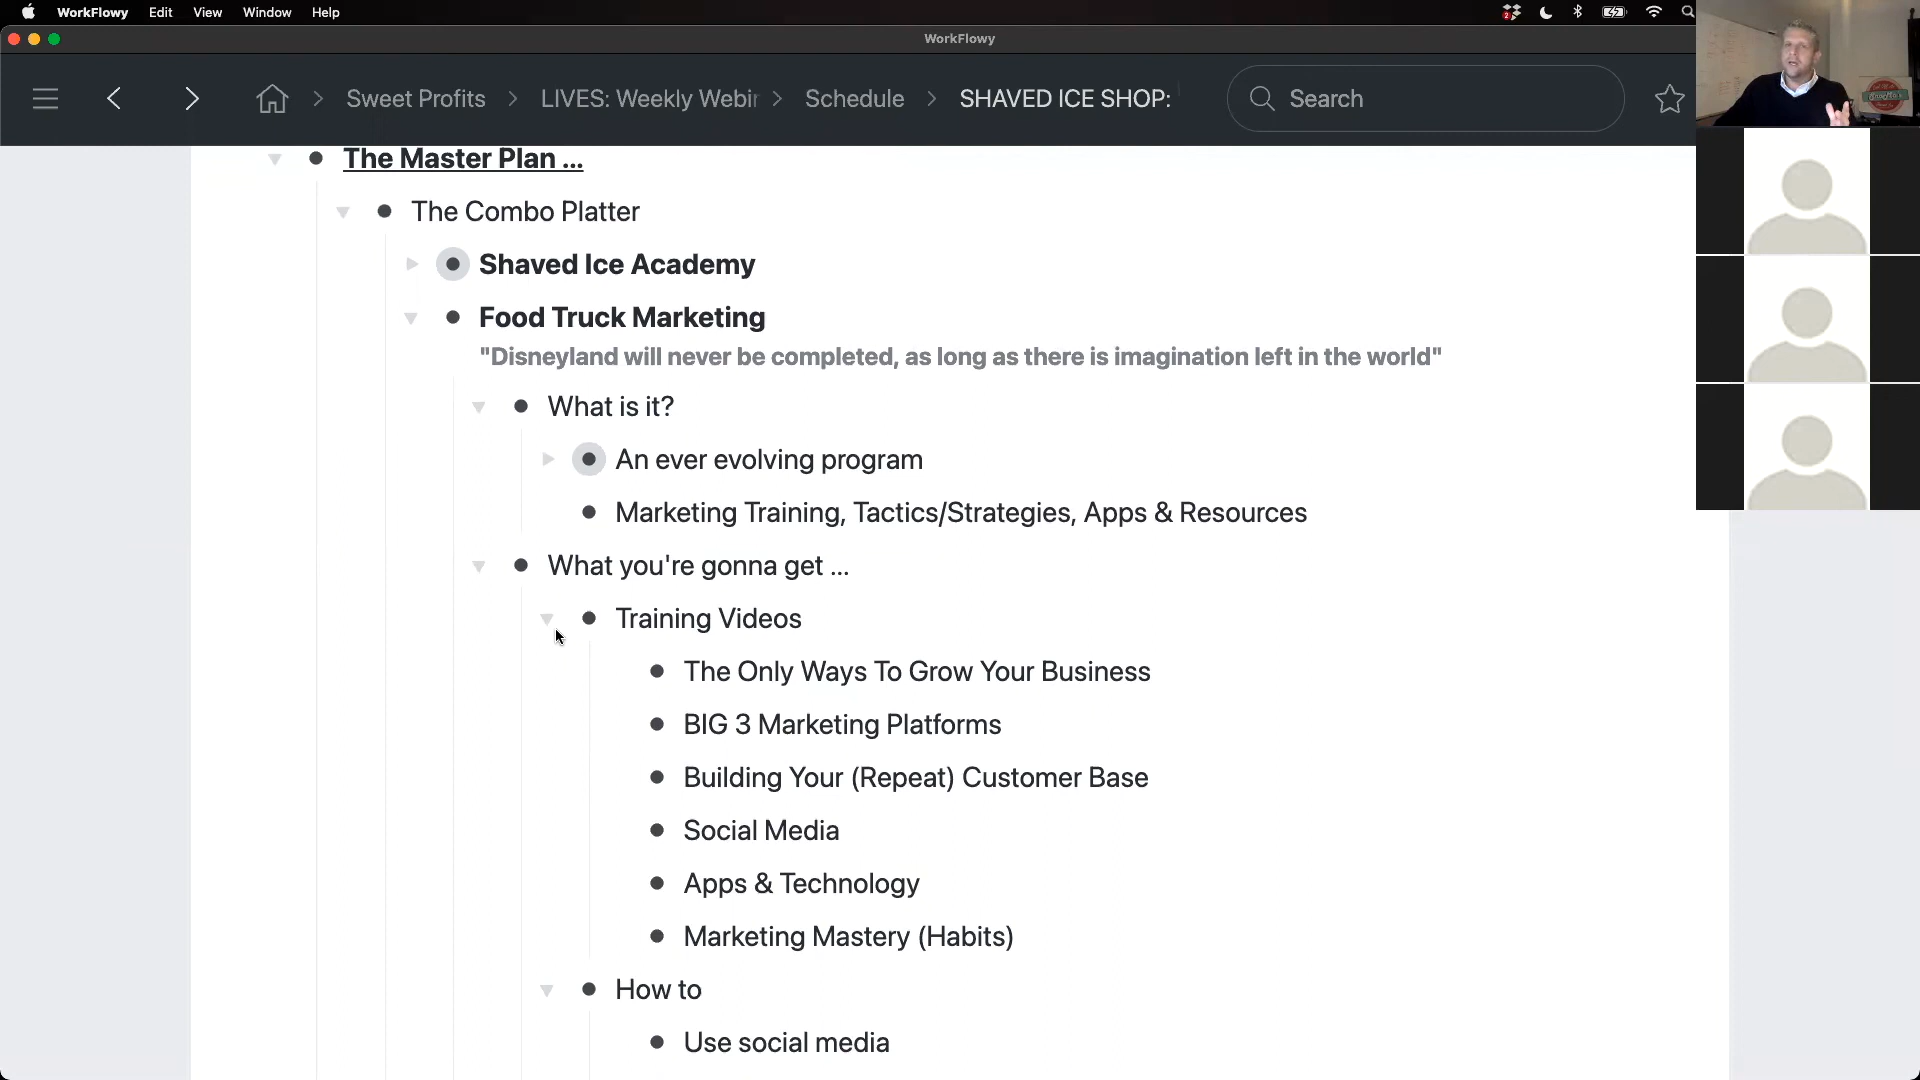 WorkFlowy Edit View Window Help
WorkFlowy
Sweet Profits LIVES: Weekly Webir Schedule SHAVED ICE SHOP: Search
The Master Plan ...
The Combo Platter
Shaved Ice Academy
Food Truck Marketing
"Disneyland will never be completed, as long as there is imagination left in the world"
What is it?
An ever evolving program
Marketing Training, Tactics/Strategies, Apps & Resources
What you're gonna get ...
Training Videos
The Only Ways To Grow Your Business
BIG 3 Marketing Platforms
Building Your (Repeat) Customer Base
Social Media
Apps & Technology
Marketing Mastery (Habits)
How to
Use social media